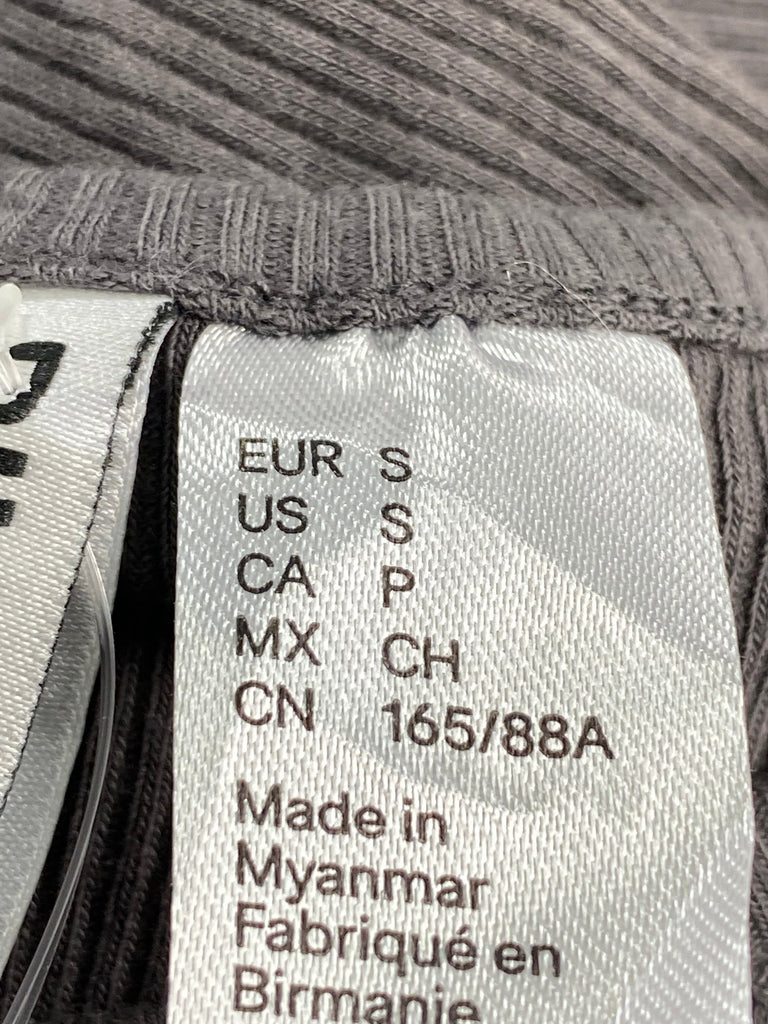 EUR S
US S
CA P
MX CH
CN 165/88A
Made in
Myanmar
Fabriqué en
Birmanie